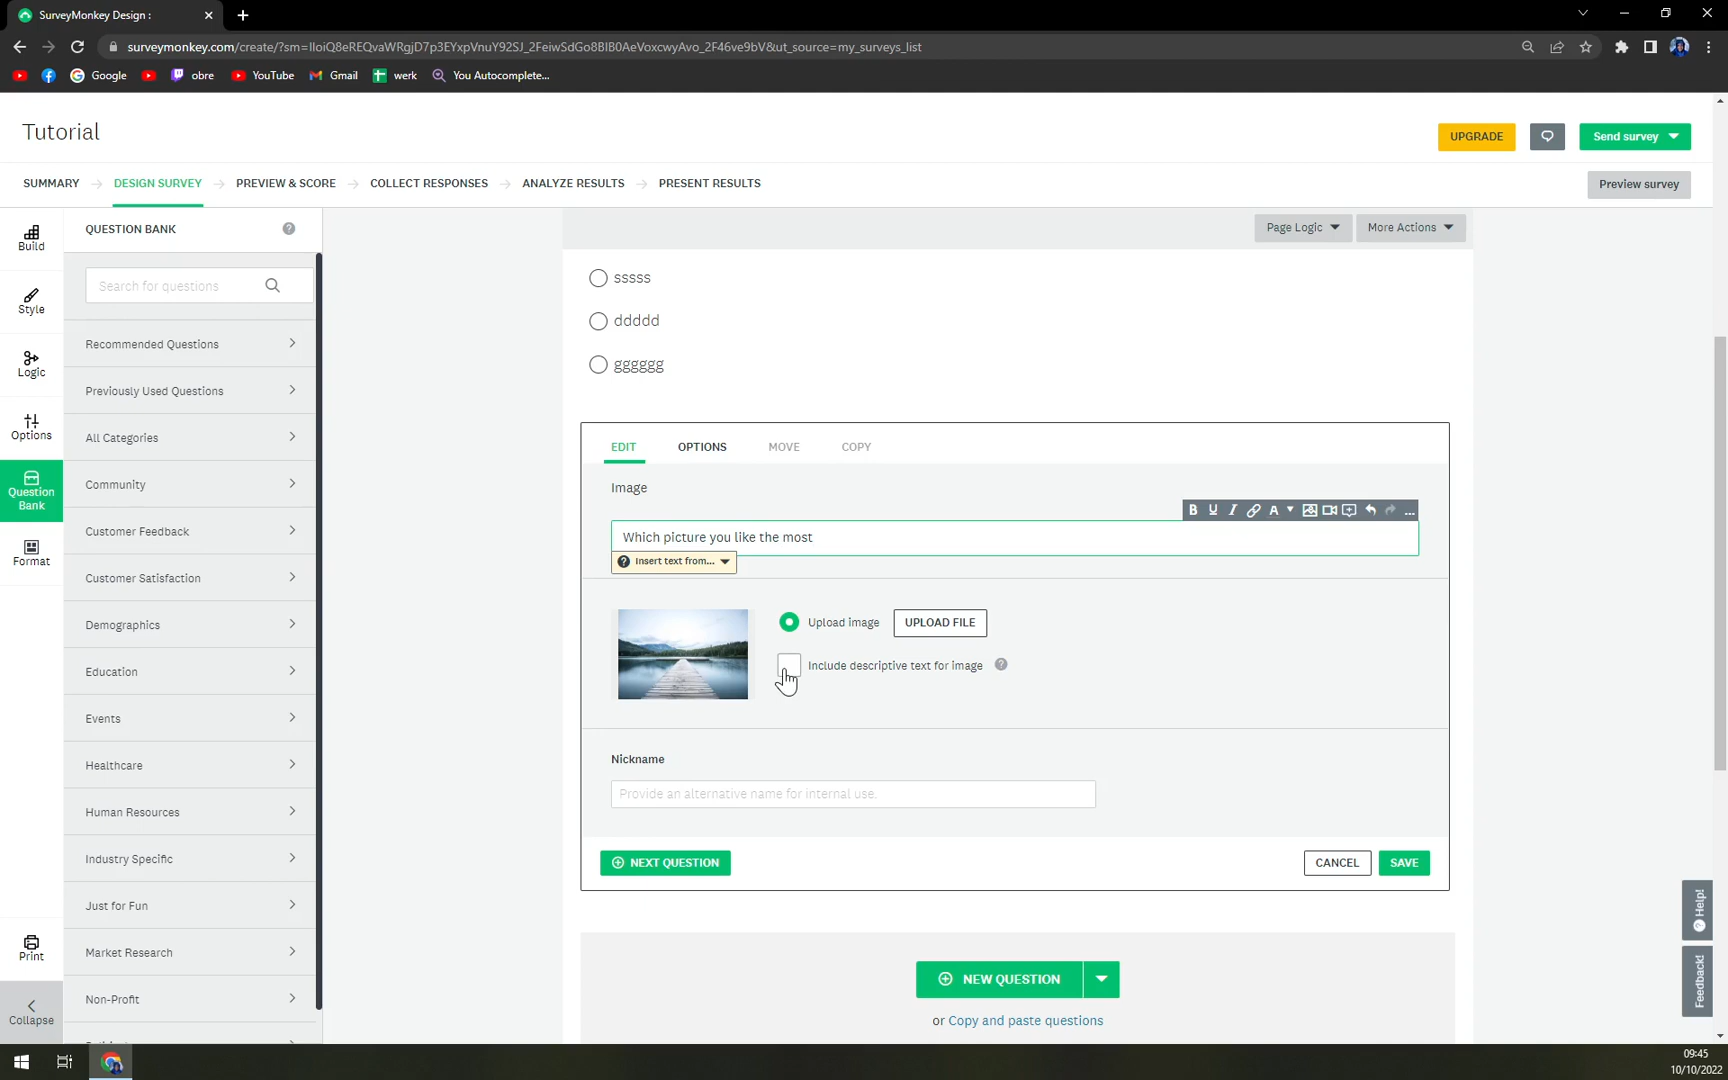 SurveyMonkey Design :
surveymonkey.com/create/?sm=IIoiQ8eREQvaWRgjD7p3EYxpVnuY92SJ_2FeiwSdGo8BIB0AeVoxcwyAvo_2F46ve9bV&ut_source=my_surveys_list
Google
obre
YouTube
Gmail
werk
You Autocomplete...
Tutorial
UPGRADE
Send survey
SUMMARY
DESIGN SURVEY
PREVIEW & SCORE
COLLECT RESPONSES
ANALYZE RESULTS
PRESENT RESULTS
Preview survey
Build
Style
Logic
Options
Question
Bank
Format
Print
Collapse
QUESTION BANK
Search for questions
Recommended Questions
Previously Used Questions
All Categories
Community
Customer Feedback
Customer Satisfaction
Demographics
Education
Events
Healthcare
Human Resources
Industry Specific
Just for Fun
Market Research
Non-Profit
Page Logic
More Actions
sssss
ddddd
gggggg
EDIT
OPTIONS
MOVE
COPY
Image
B U I A ...
Which picture you like the most
Insert text from...
Upload image
UPLOAD FILE
Include descriptive text for image
Nickname
Provide an alternative name for internal use.
NEXT QUESTION
CANCEL
SAVE
NEW QUESTION
or Copy and paste questions
Help!
Feedback!
09:45
10/10/2022